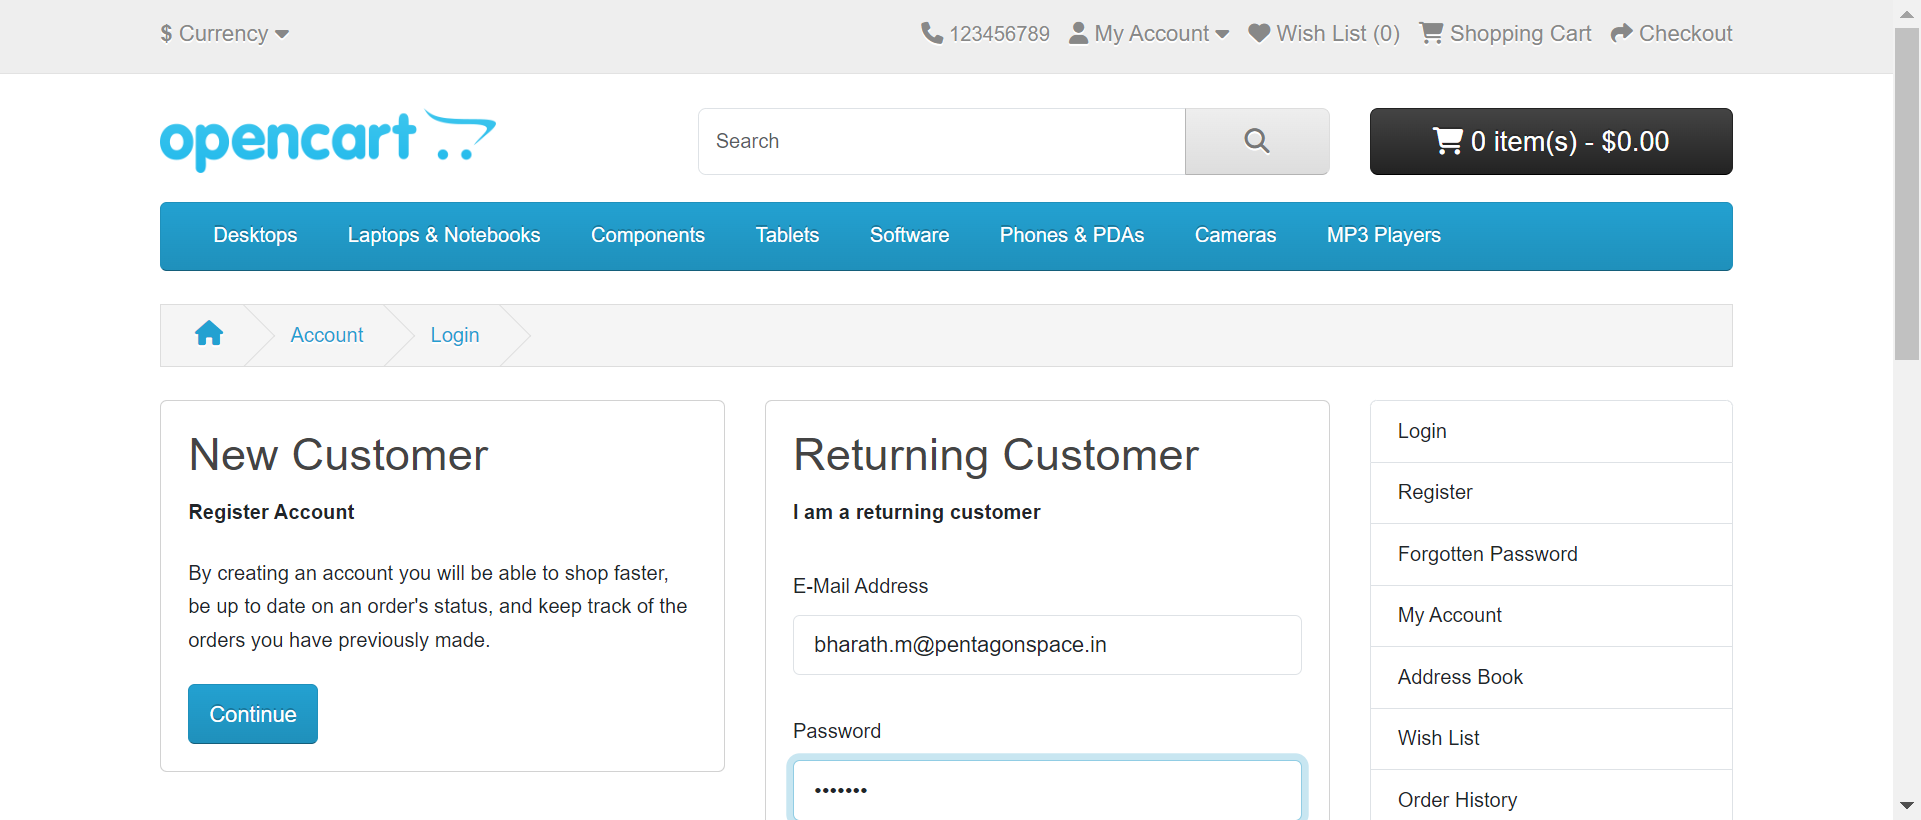 $ Currency
123456789 My Account Wish List (0) Shopping Cart Checkout
opencart
Search
0 item(s) - $0.00
Desktops Laptops & Notebooks Components Tablets Software Phones & PDAs Cameras MP3 Players
Account Login
New Customer
Register Account
By creating an account you will be able to shop faster,
be up to date on an order's status, and keep track of the
orders you have previously made.
Continue
Returning Customer
I am a returning customer
E-Mail Address
bharath.m@pentagonspace.in
Password
•••••••
Login
Register
Forgotten Password
My Account
Address Book
Wish List
Order History